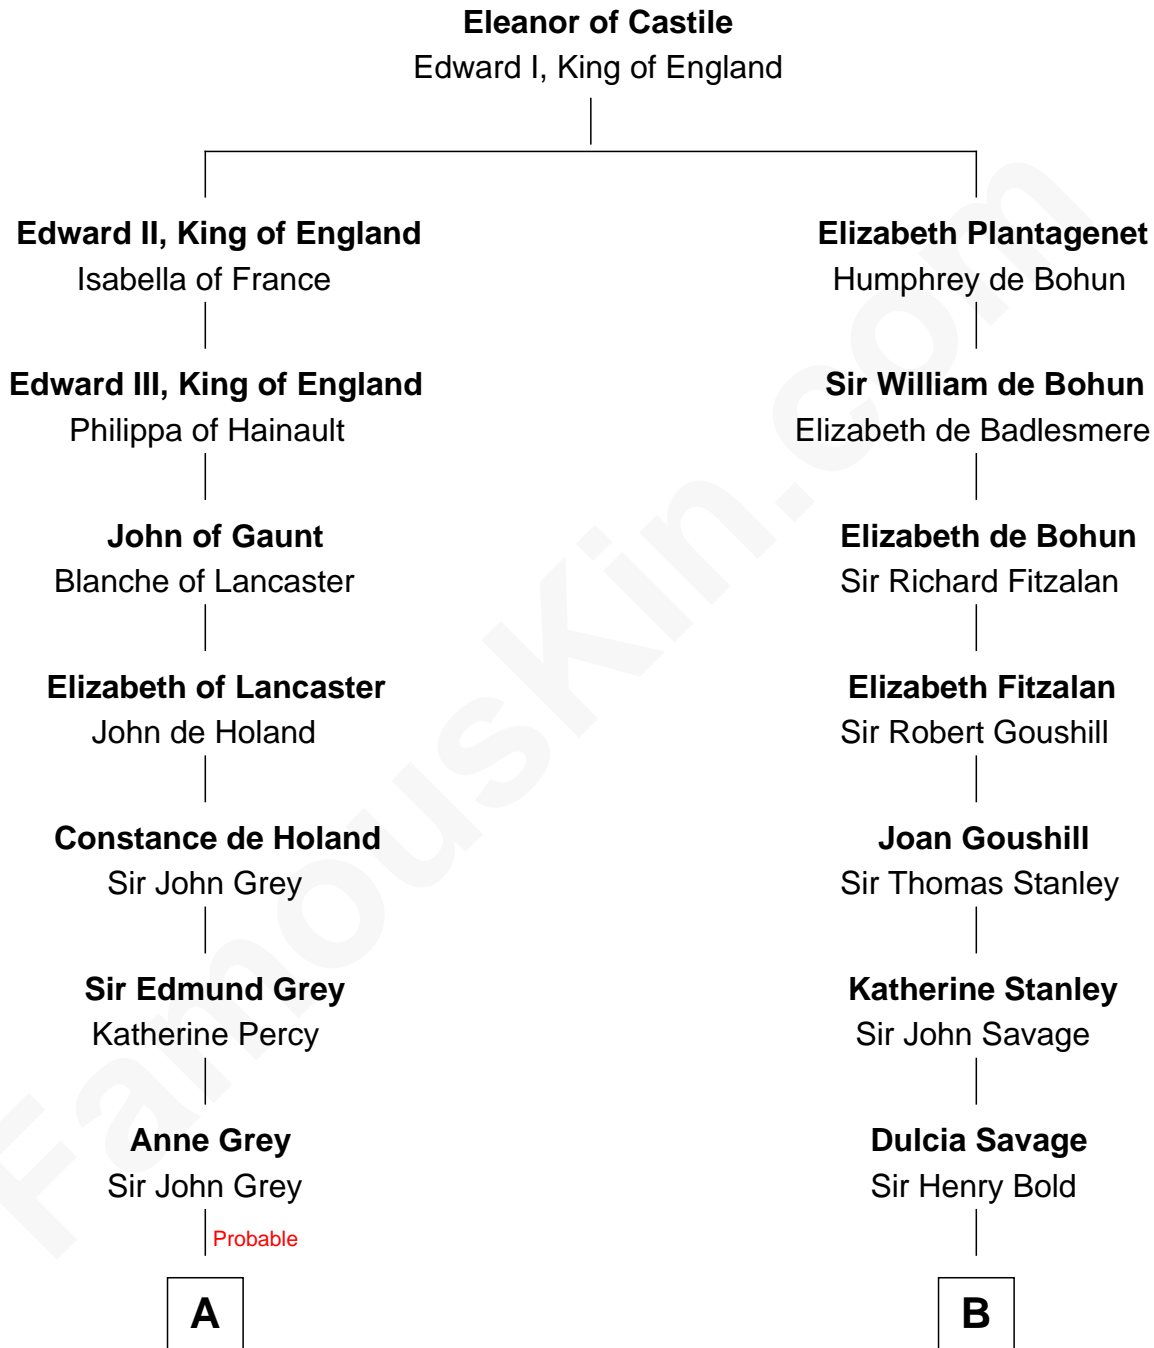 Eleanor of Castile
Edward I, King of England
Edward II, King of England
Isabella of France
Edward III, King of England
Philippa of Hainault
John of Gaunt
Blanche of Lancaster
Elizabeth of Lancaster
John de Holand
Constance de Holand
Sir John Grey
Sir Edmund Grey
Katherine Percy
Anne Grey
Sir John Grey
Probable
A
Elizabeth Plantagenet
Humphrey de Bohun
Sir William de Bohun
Elizabeth de Badlesmere
Elizabeth de Bohun
Sir Richard Fitzalan
Elizabeth Fitzalan
Sir Robert Goushill
Joan Goushill
Sir Thomas Stanley
Katherine Stanley
Sir John Savage
Dulcia Savage
Sir Henry Bold
B
FamousKin.com